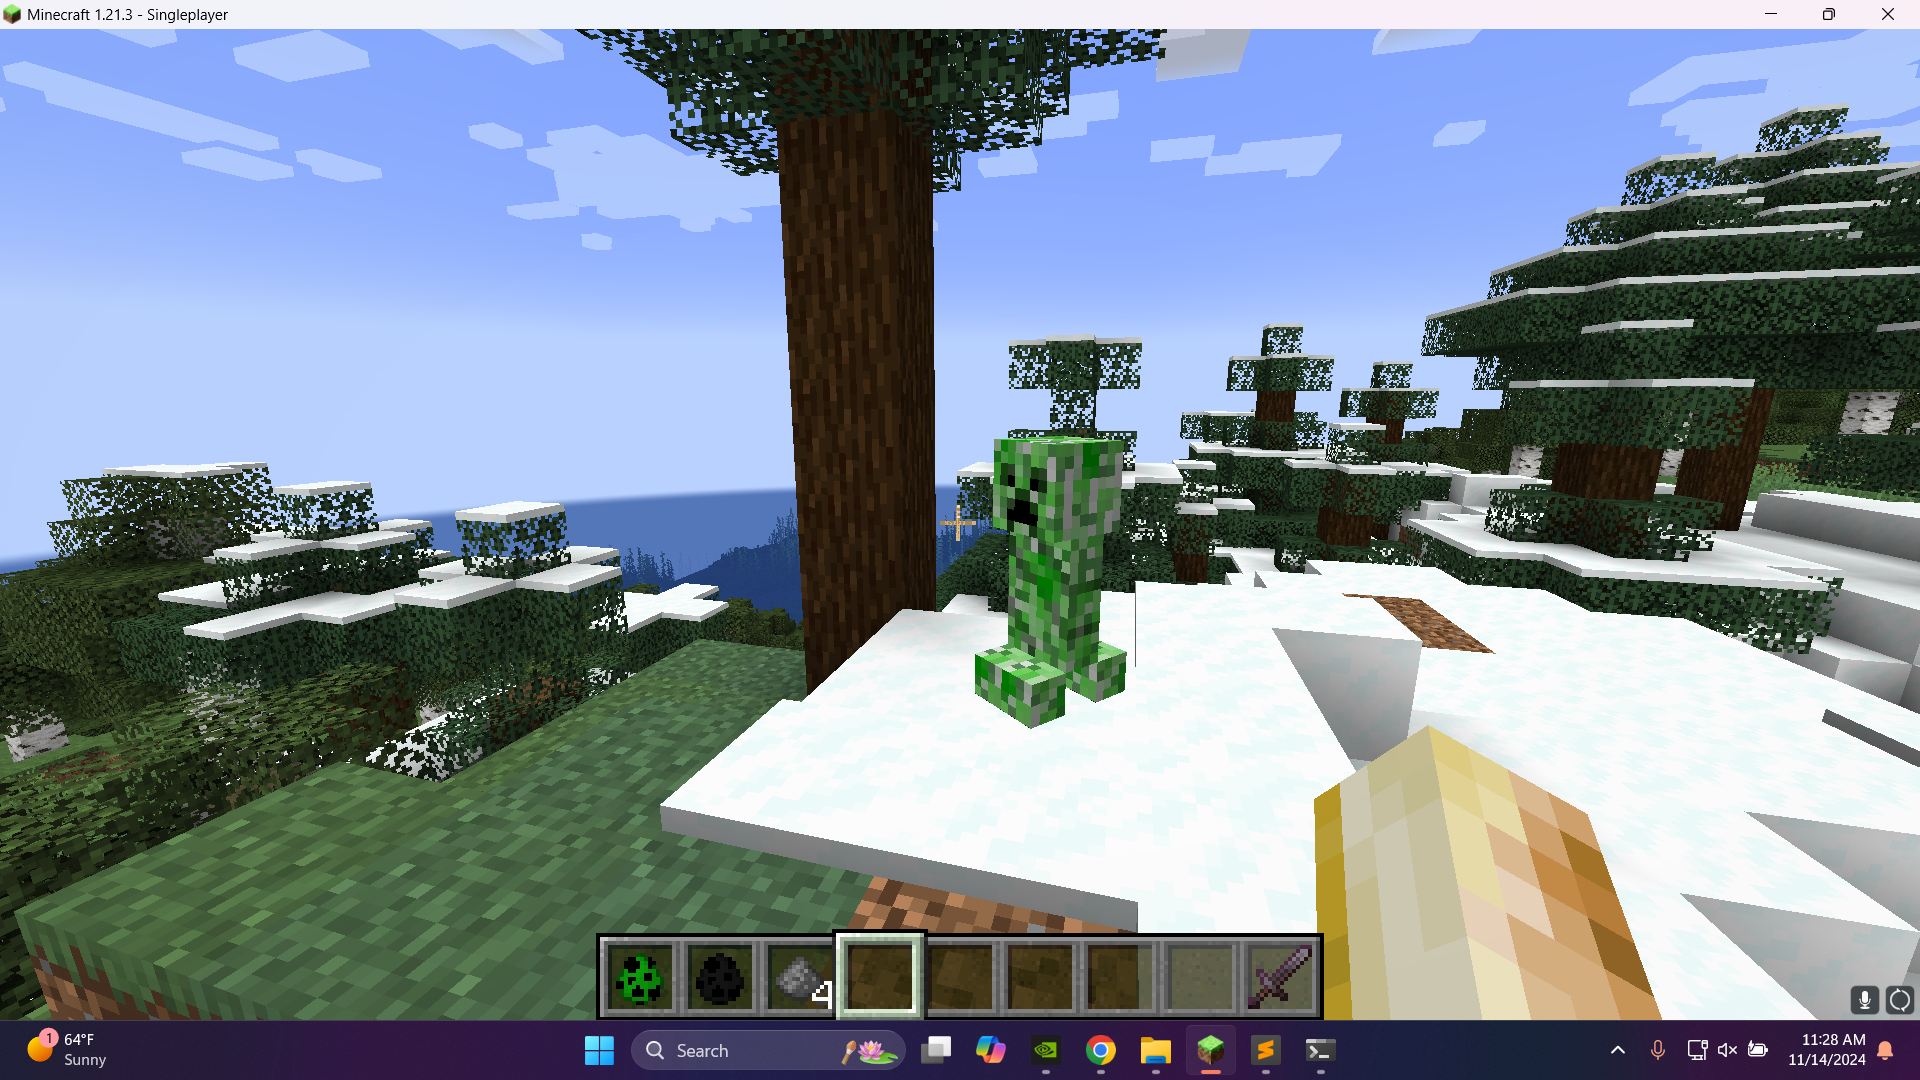 Minecraft 1.21.3 - Singleplayer
4
1
64°F
Sunny
Search
11:28 AM
11/14/2024